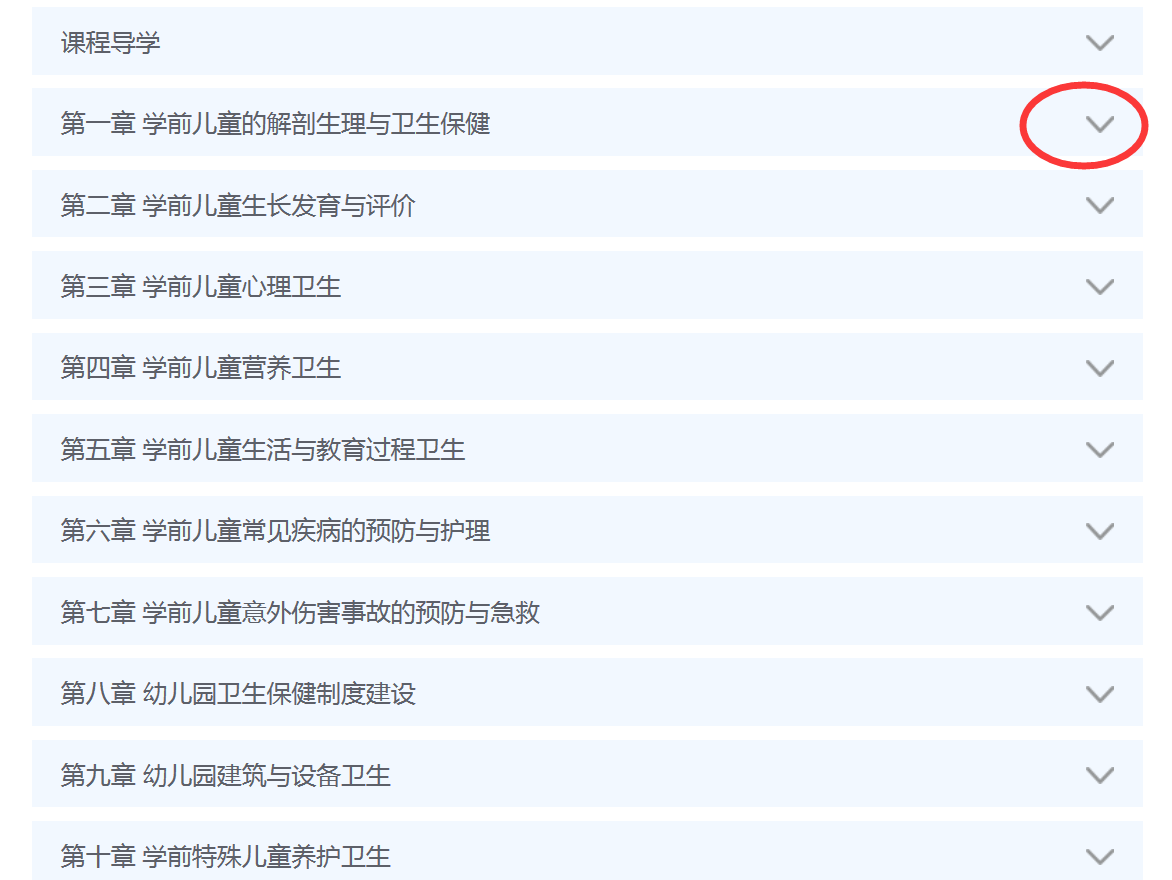 课程导学
第一章 学前儿童的解剖生理与卫生保健
第二章 学前儿童生长发育与评价
第三章 学前儿童心理卫生
第四章 学前儿童营养卫生
第五章 学前儿童生活与教育过程卫生
第六章 学前儿童常见疾病的预防与护理
第七章 学前儿童意外伤害事故的预防与急救
第八章 幼儿园卫生保健制度建设
第九章 幼儿园建筑与设备卫生
第十章 学前特殊儿童养护卫生